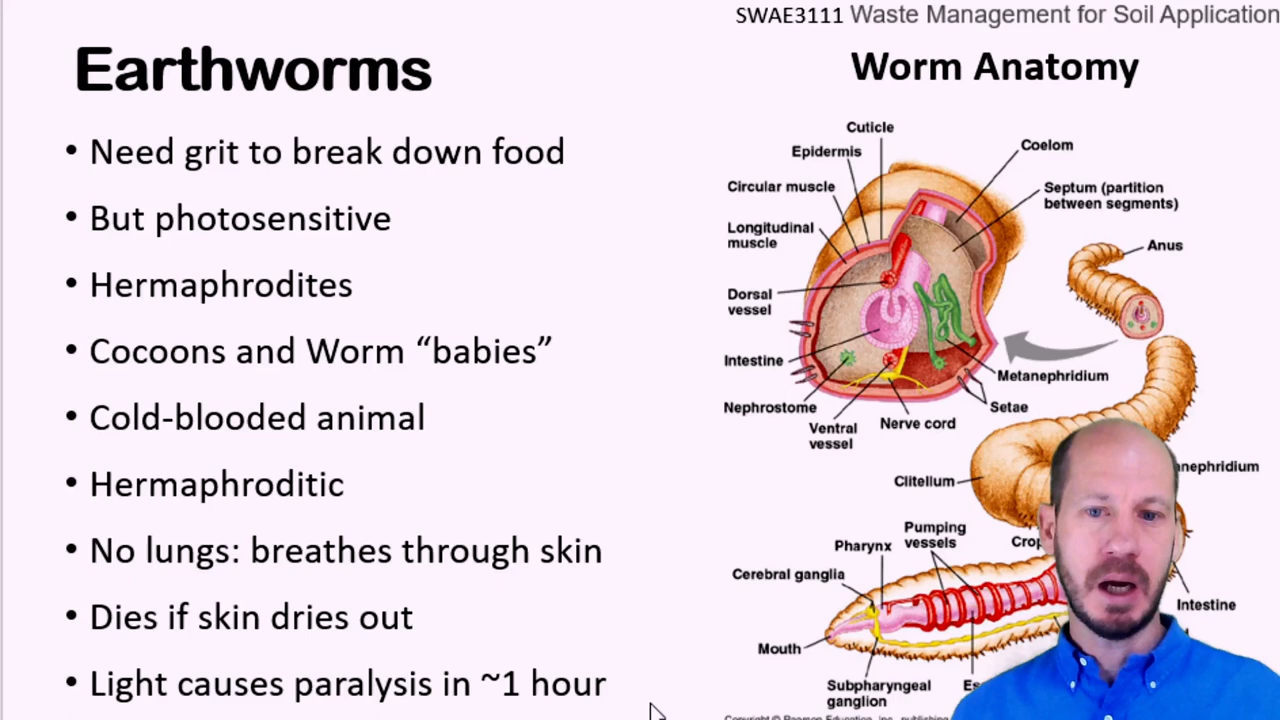 SWAE3111 Waste Management for Soil Application
Earthworms
• Need grit to break down food
• But photosensitive
• Hermaphrodites
• Cocoons and Worm “babies”
• Cold-blooded animal
• Hermaphroditic
• No lungs: breathes through skin
• Dies if skin dries out
• Light causes paralysis in ~1 hour
Worm Anatomy
Cuticle
Epidermis
Circular muscle
Longitudinal
muscle
Dorsal
vessel
Intestine
Nephrostome
Ventral
vessel
Nerve cord
Coelom
Septum (partition
between segments)
Anus
Metanephridium
Setae
Clitellum
Pumping
vessels
Pharynx
Cerebral ganglia
Mouth
Subpharyngeal
ganglion
Intestine